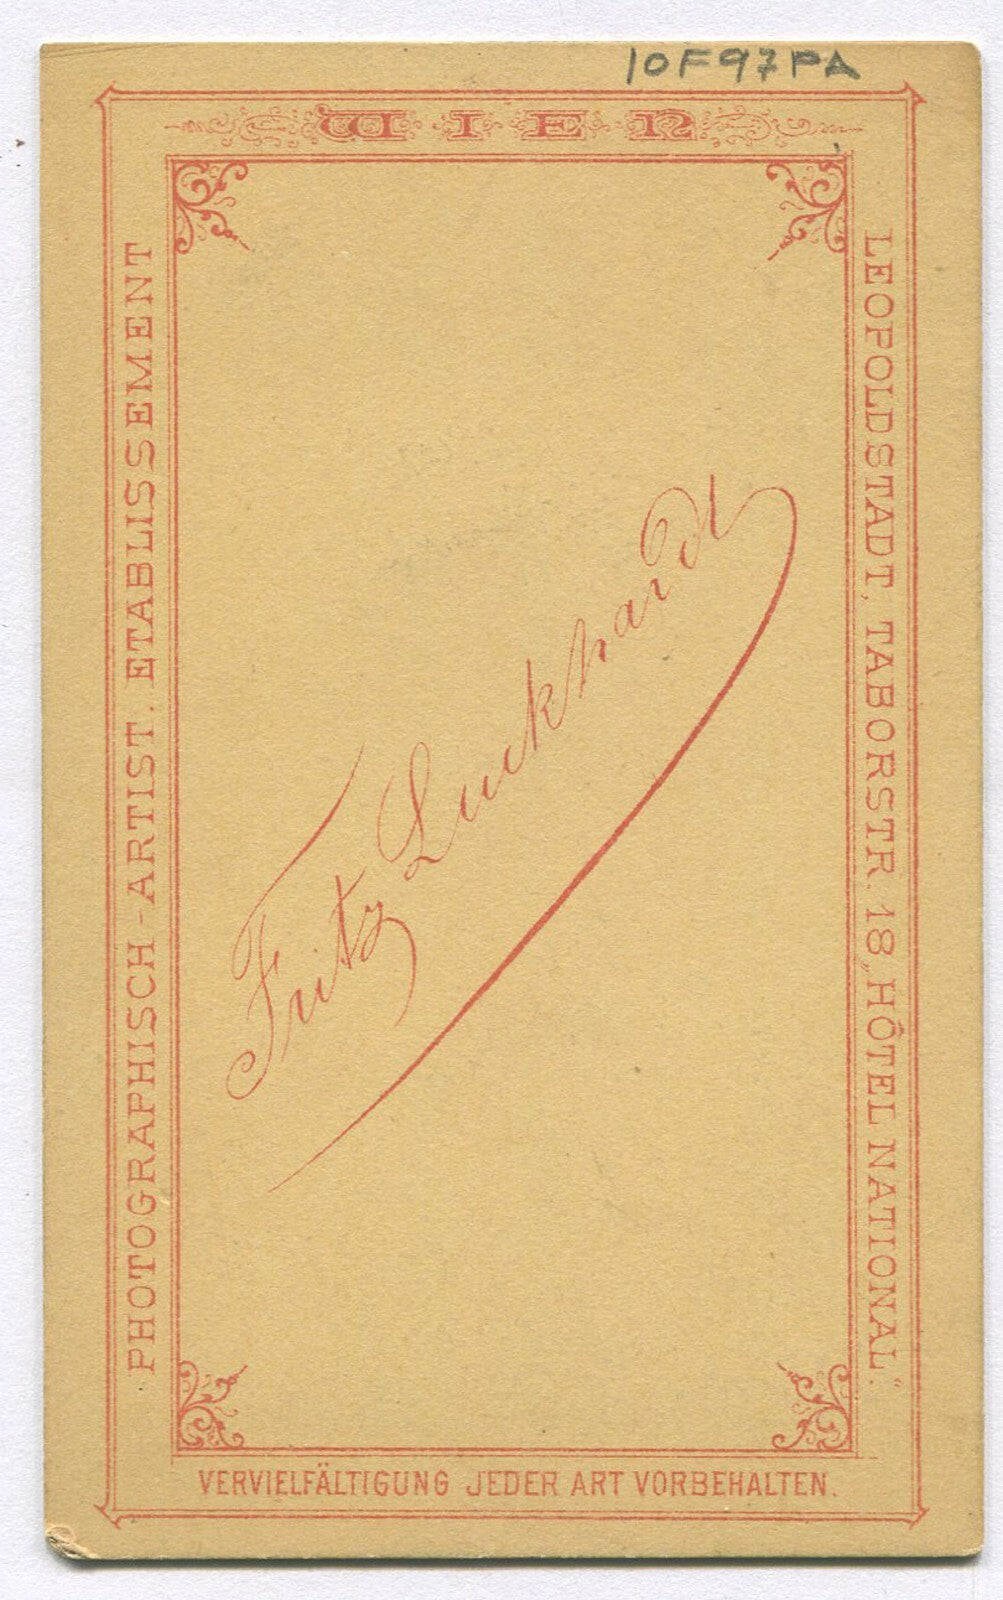 10F97PA
WIEN
PHOTOGRAPHISCH-ARTIST. ETABLISSEMENT
Fritz Luckhardt
LEOPOLDSTADT, TABORSTR. 18, „HÔTEL NATIONAL.“
VERVIELFÄLTIGUNG JEDER ART VORBEHALTEN.